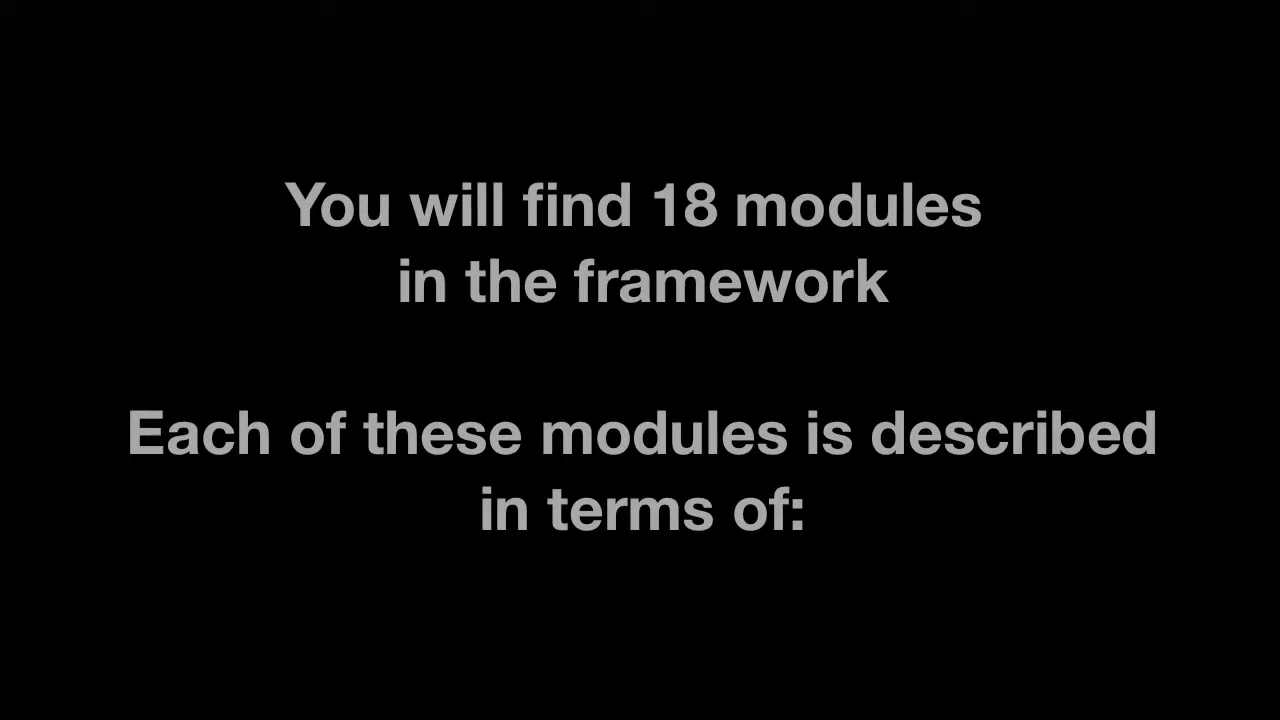 You will find 18 modules
in the framework
Each of these modules is described
in terms of: